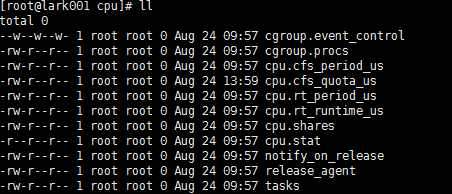 [root@lark001 cpu]# ll
total 0
--w--w--w- 1 root root 0 Aug 24 09:57 cgroup.event_control
-rw-r--r-- 1 root root 0 Aug 24 09:57 cgroup.procs
-rw-r--r-- 1 root root 0 Aug 24 09:57 cpu.cfs_period_us
-rw-r--r-- 1 root root 0 Aug 24 13:59 cpu.cfs_quota_us
-rw-r--r-- 1 root root 0 Aug 24 09:57 cpu.rt_period_us
-rw-r--r-- 1 root root 0 Aug 24 09:57 cpu.rt_runtime_us
-rw-r--r-- 1 root root 0 Aug 24 09:57 cpu.shares
-r--r--r-- 1 root root 0 Aug 24 09:57 cpu.stat
-rw-r--r-- 1 root root 0 Aug 24 09:57 notify_on_release
-rw-r--r-- 1 root root 0 Aug 24 09:57 release_agent
-rw-r--r-- 1 root root 0 Aug 24 09:57 tasks